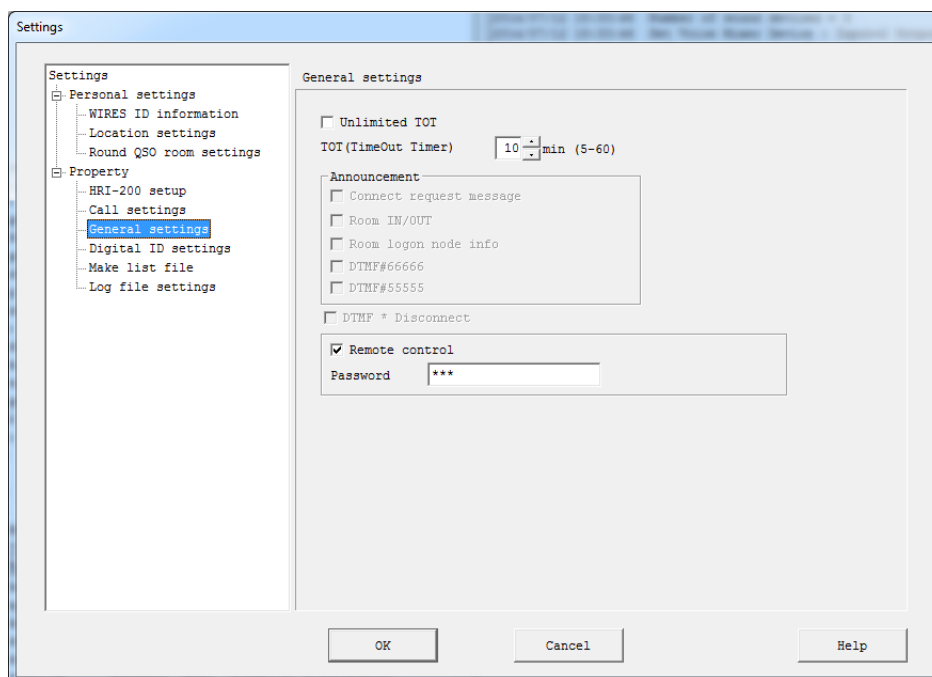 Settings
Settings
Personal settings
WIRES ID information
Location settings
Round QSO room settings
Property
HRI-200 setup
Call settings
General settings
Digital ID settings
Make list file
Log file settings
General settings
Unlimited TOT
TOT(TimeOut Timer) 10 min (5-60)
Announcement
Connect request message
Room IN/OUT
Room logon node info
DTMF#66666
DTMF#55555
DTMF * Disconnect
Remote control
Password ***
OK Cancel Help